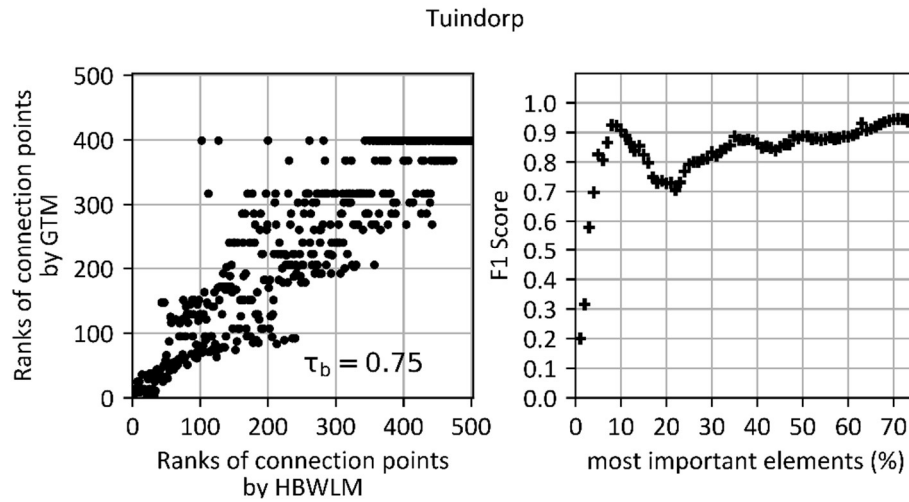 Tuindorp
Ranks of connection points
by GTM
500
400
300
200
100
0
τb = 0.75
0 100 200 300 400 500
Ranks of connection points
by HBWLM
F1 Score
1.0
0.9
0.8
0.7
0.6
0.5
0.4
0.3
0.2
0.1
0.0
0 10 20 30 40 50 60 70
most important elements (%)